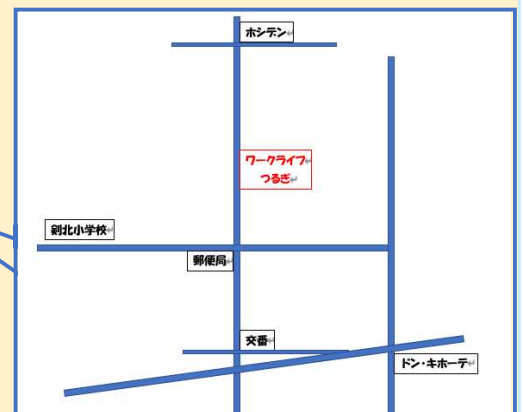 ホシデン
ワークライフ
つるぎ
剣北小学校
郵便局
交番
ドン・キホーテ